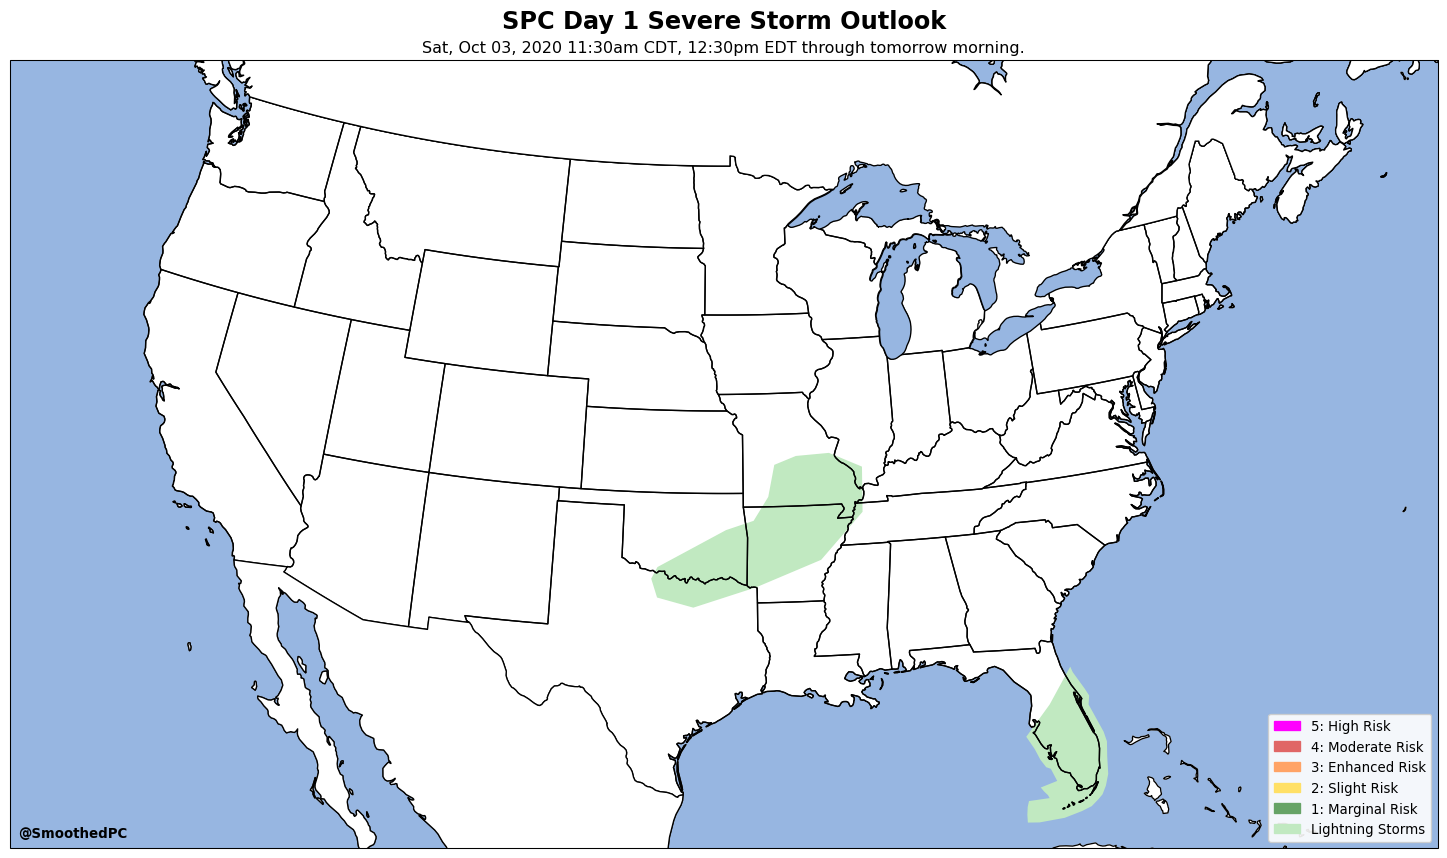 SPC Day 1 Severe Storm Outlook
Sat, Oct 03, 2020 11:30am CDT, 12:30pm EDT through tomorrow morning.
5: High Risk
4: Moderate Risk
3: Enhanced Risk
2: Slight Risk
1: Marginal Risk
Lightning Storms
@SmoothedPC